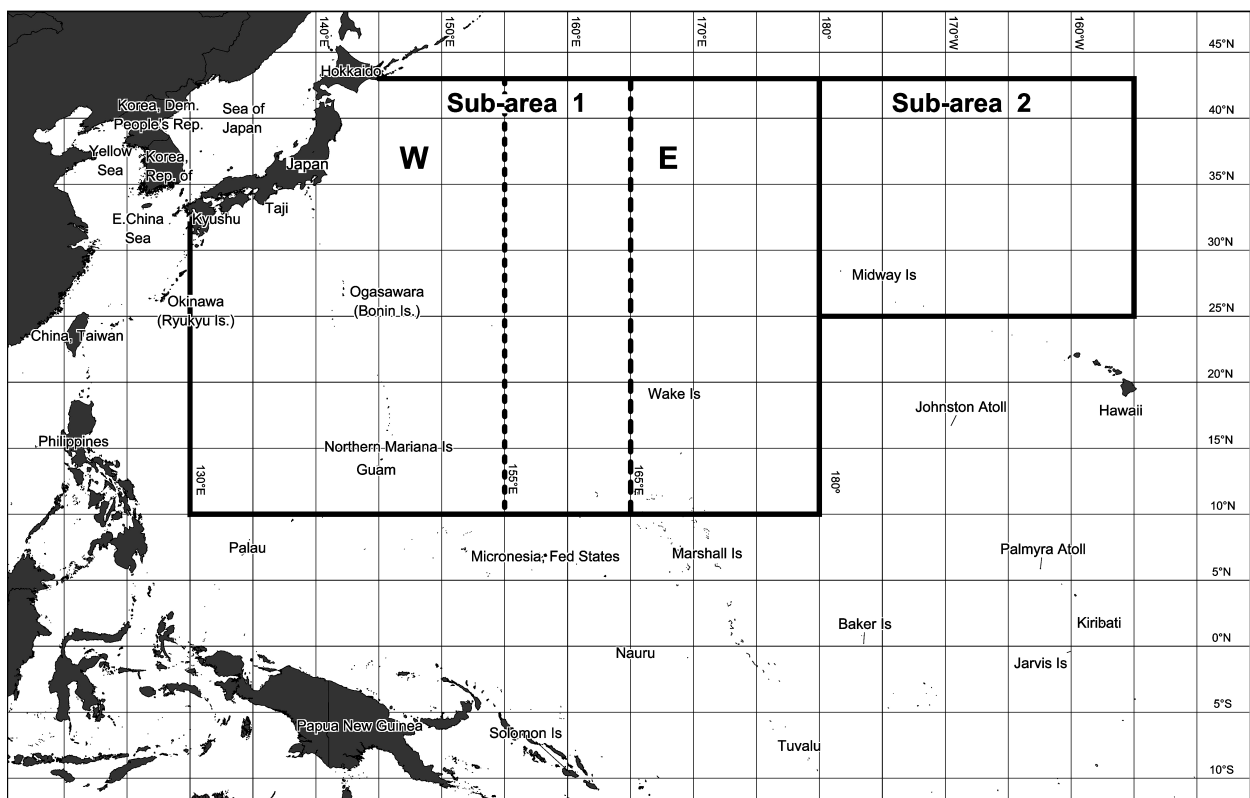 140°E
150°E
160°E
170°E
180°
170°W
160°W
45°N
Hokkaido
Sub-area 1
Sub-area 2
Korea, Dem.
People's Rep.
Sea of
Japan
40°N
Yellow
Sea
Korea,
Rep. of
Japan
W
E
35°N
E.China
Sea
Kyushu
Taji
30°N
Midway Is
Okinawa
(Ryukyu Is.)
Ogasawara
(Bonin Is.)
25°N
China, Taiwan
20°N
Wake Is
Johnston Atoll
Hawaii
15°N
Philippines
Northern Mariana Is
Guam
130°E
155°E
165°E
180°
10°N
Palau
Micronesia, Fed States
Marshall Is
Palmyra Atoll
5°N
Baker Is
Kiribati
0°N
Nauru
Jarvis Is
5°S
Papua New Guinea
Solomon Is
Tuvalu
10°S